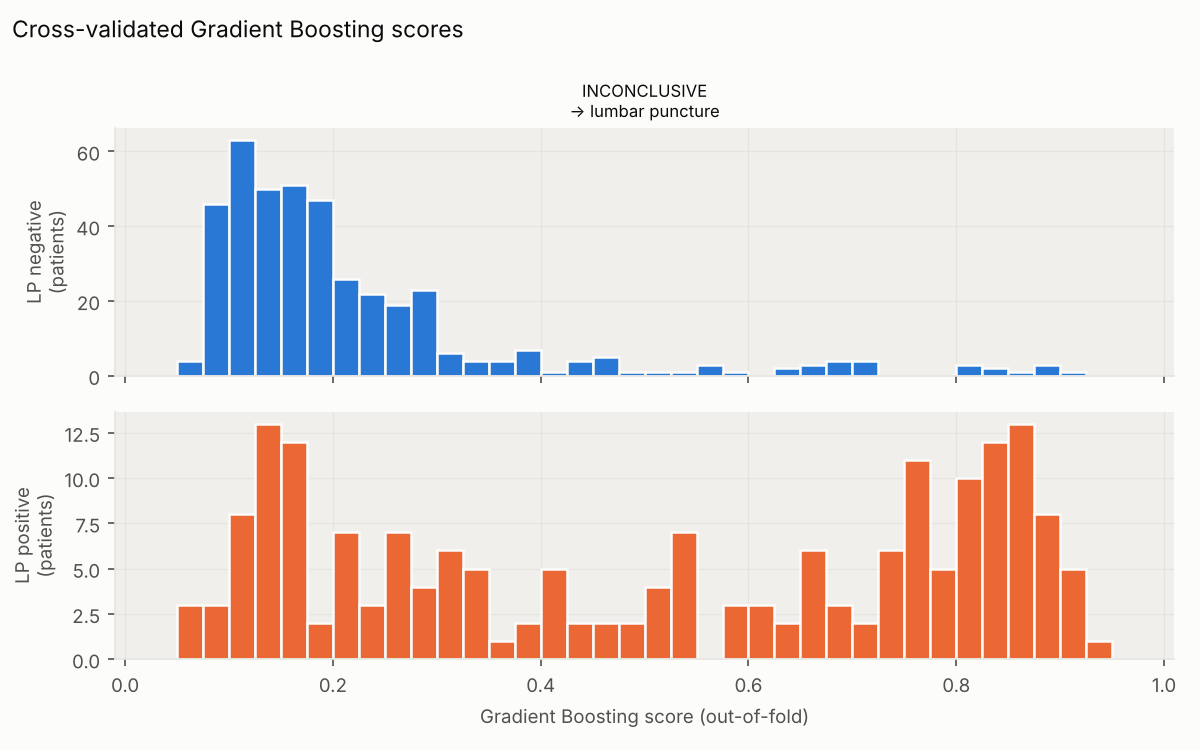 Cross-validated Gradient Boosting scores
INCONCLUSIVE
→ lumbar puncture
LP negative
(patients)
60
40
20
0
LP positive
(patients)
12.5
10.0
7.5
5.0
2.5
0.0
0.0 0.2 0.4 0.6 0.8 1.0
Gradient Boosting score (out-of-fold)